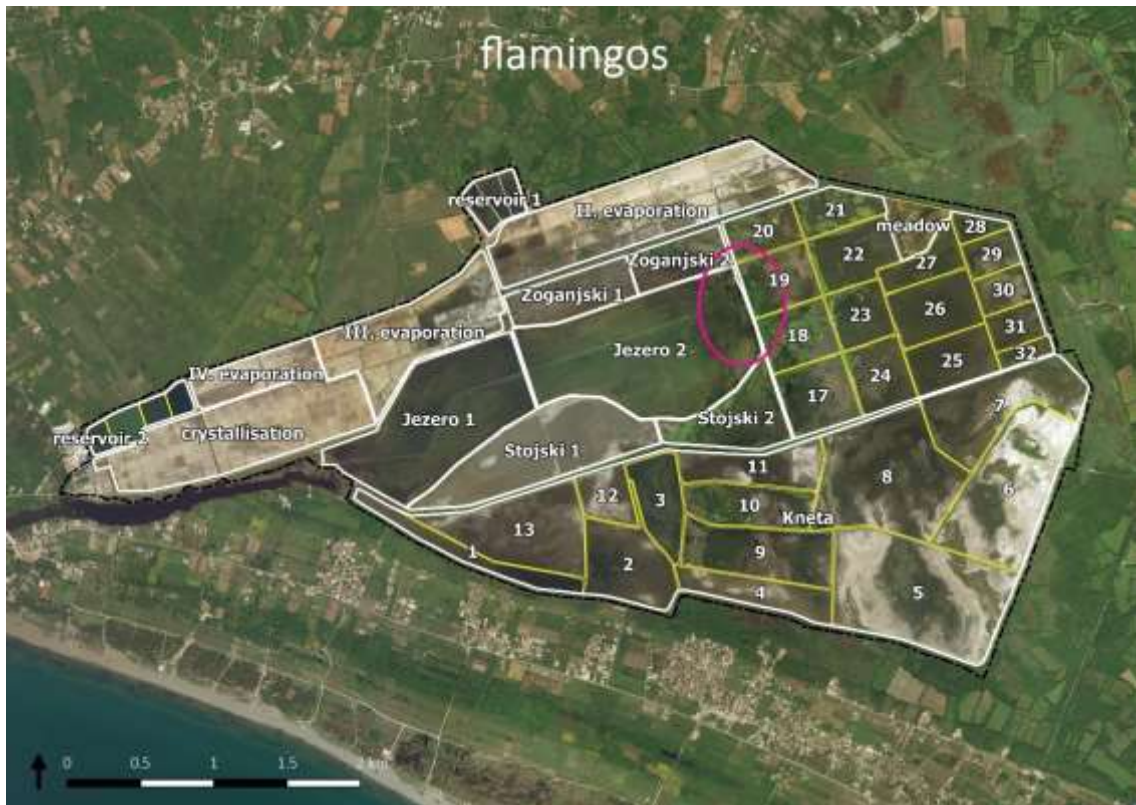 flamingos
reservoir 1
II. evaporation
20
21
meadow
28
Zoganjski 2
19
22
27
29
Zoganjski 1
30
III. evaporation
18
23
26
31
Jezero 2
32
IV. evaporation
17
24
25
7
reservoir 2
crystallisation
Jezero 1
Stojski 2
Stojski 1
11
8
6
12
3
10
Kneta
13
1
2
9
4
5
0 0.5 1 1.5 2 km